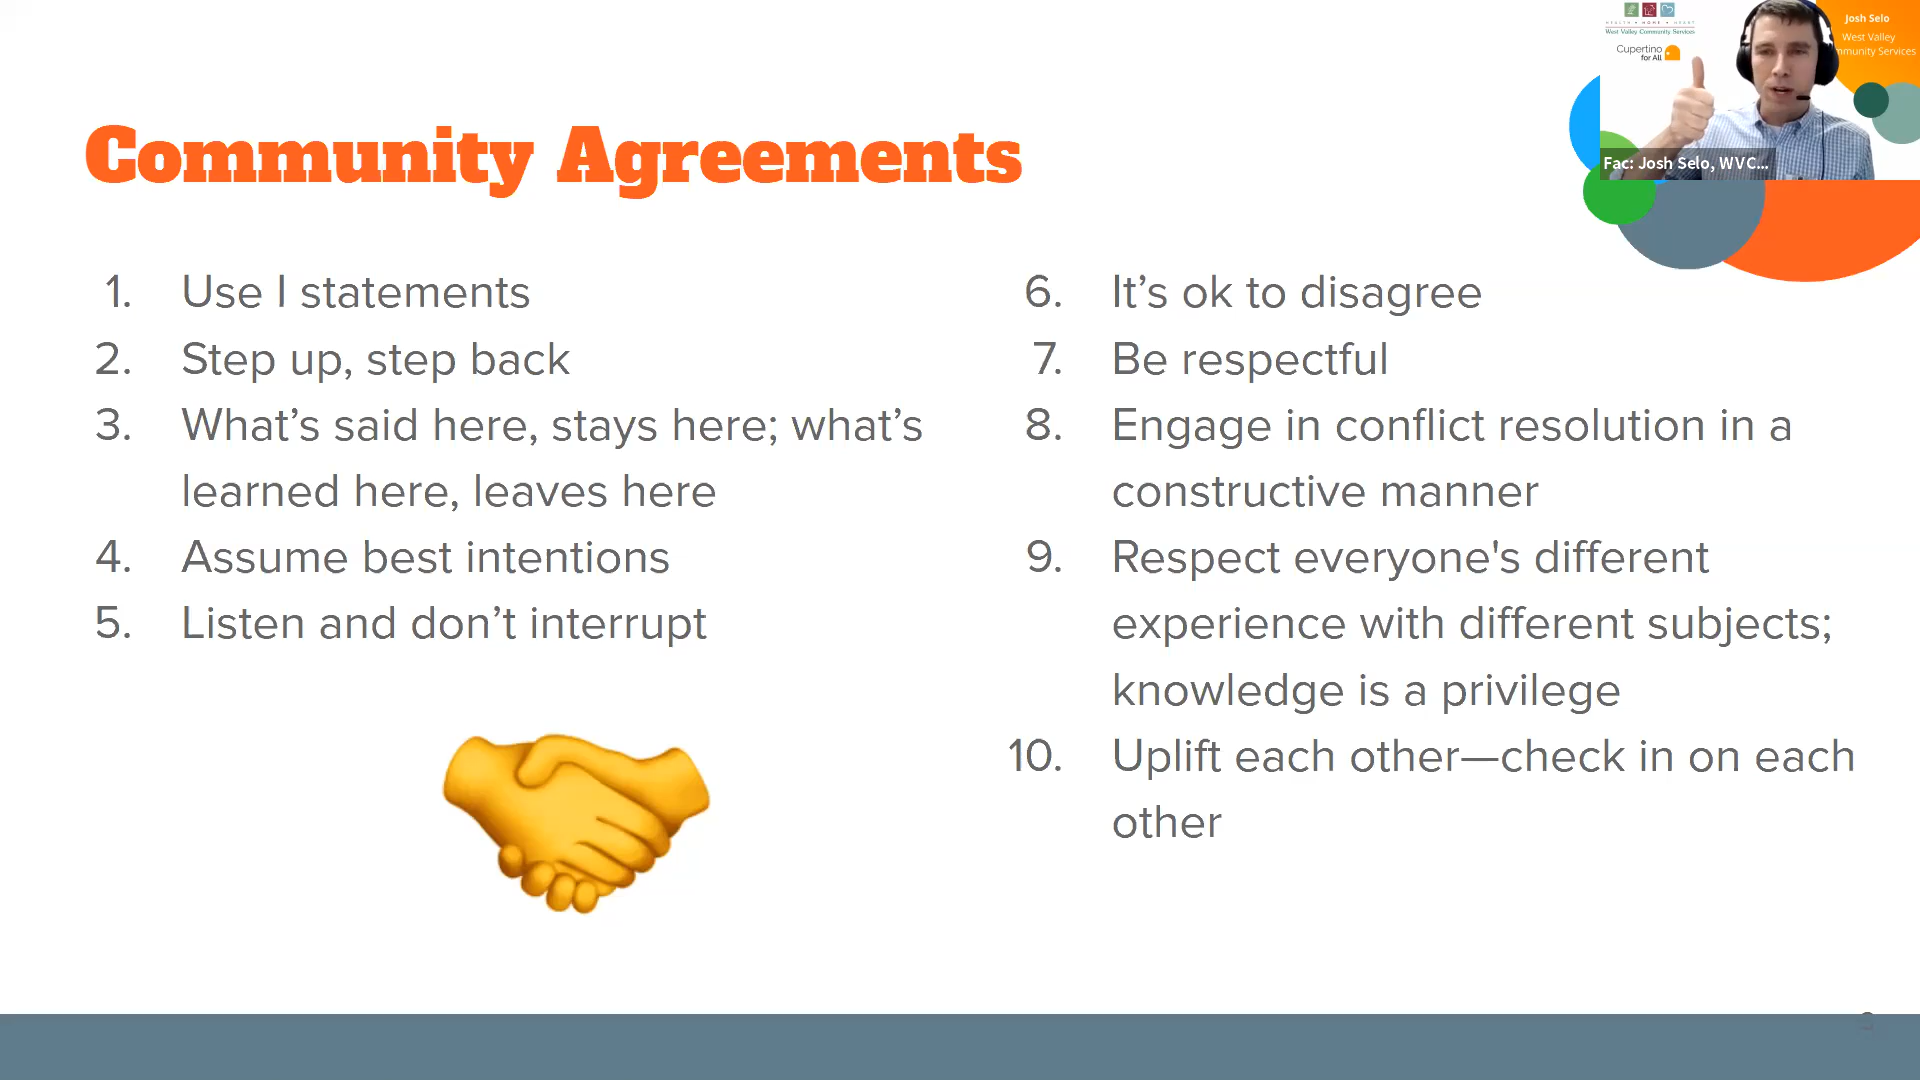 HEALTH • HOME • HEART
West Valley Community Services
Cupertino
for All
Josh Selo
West Valley
mmunity Services
Fac: Josh Selo, WVC...
Community Agreements
1. Use I statements
2. Step up, step back
3. What’s said here, stays here; what’s
learned here, leaves here
4. Assume best intentions
5. Listen and don’t interrupt
6. It’s ok to disagree
7. Be respectful
8. Engage in conflict resolution in a
constructive manner
9. Respect everyone's different
experience with different subjects;
knowledge is a privilege
10. Uplift each other—check in on each
other